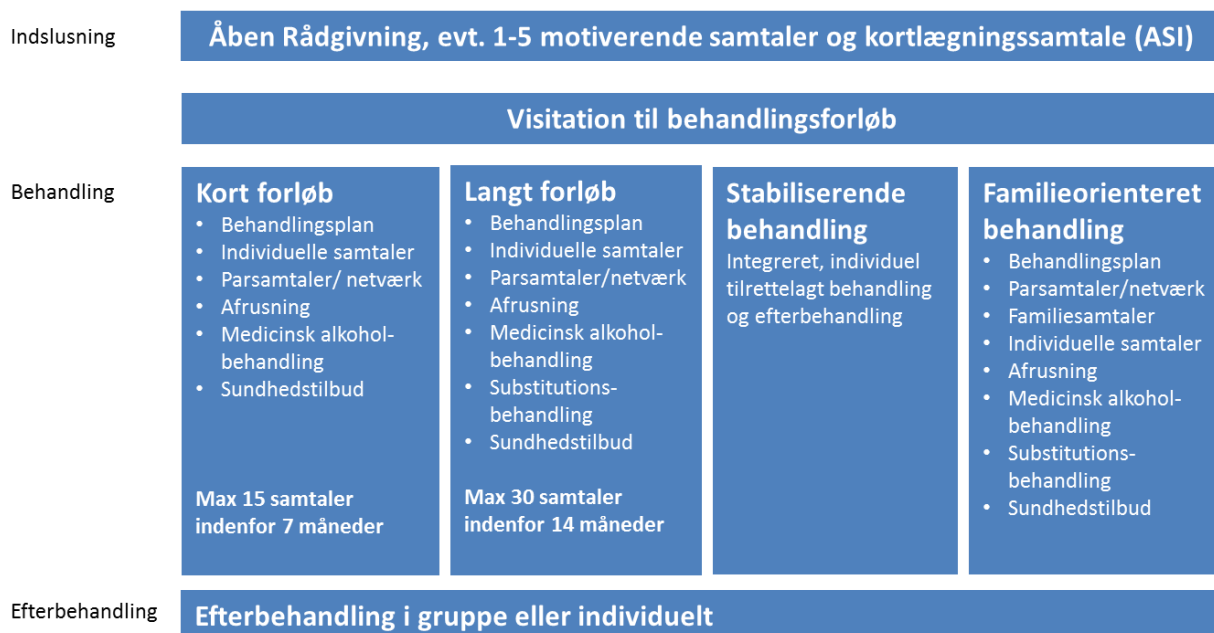 Indslusning
Åben Rådgivning, evt. 1-5 motiverende samtaler og kortlægningssamtale (ASI)
Visitation til behandlingsforløb
Behandling
Kort forløb
• Behandlingsplan
• Individuelle samtaler
• Parsamtaler/ netværk
• Afrusning
• Medicinsk alkohol-
behandling
• Sundhedstilbud
Max 15 samtaler
indenfor 7 måneder
Langt forløb
• Behandlingsplan
• Individuelle samtaler
• Parsamtaler/netværk
• Afrusning
• Medicinsk alkohol-
behandling
• Substitutions-
behandling
• Sundhedstilbud
Max 30 samtaler
indenfor 14 måneder
Stabiliserende
behandling
Integreret, individuel
tilrettelagt behandling
og efterbehandling
Familieorienteret
behandling
• Behandlingsplan
• Parsamtaler/netværk
• Familiesamtaler
• Individuelle samtaler
• Afrusning
• Medicinsk alkohol-
behandling
• Substitutions-
behandling
• Sundhedstilbud
Efterbehandling
Efterbehandling i gruppe eller individuelt